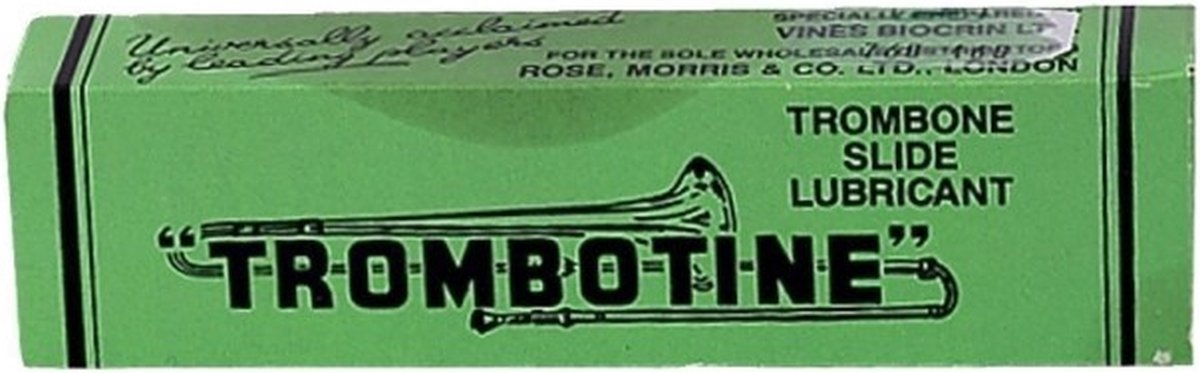 Universally acclaimed
by leading players
SPECIALLY PREPARED
VINES BIOCRIN LT
FOR THE SOLE WHOLESALE
ROSE, MORRIS & CO. LTD., LONDON
TROMBONE
SLIDE
LUBRICANT
“TROMBOTINE”